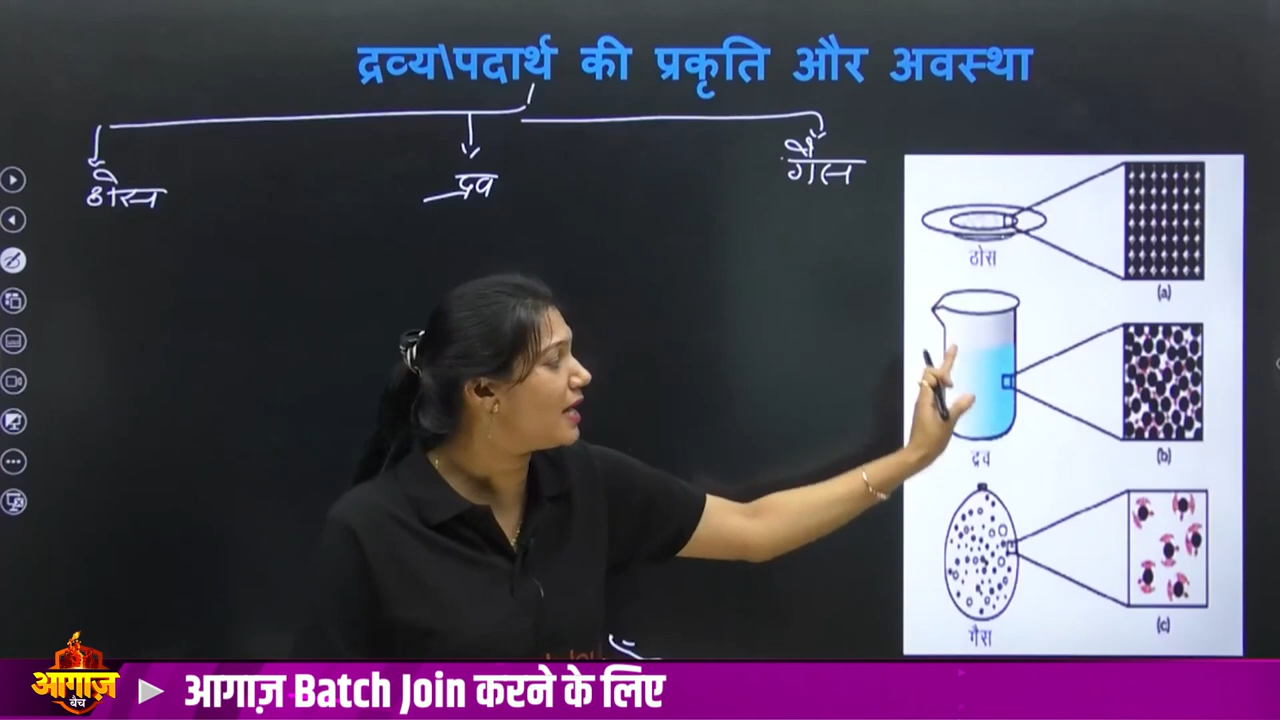 द्रव्य\पदार्थ की प्रकृति और अवस्था
ठोस
द्रव
गैस
ठोस
(a)
द्रव
(b)
गैस
(c)
आगाज़
बैच
आगाज़ Batch Join करने के लिए